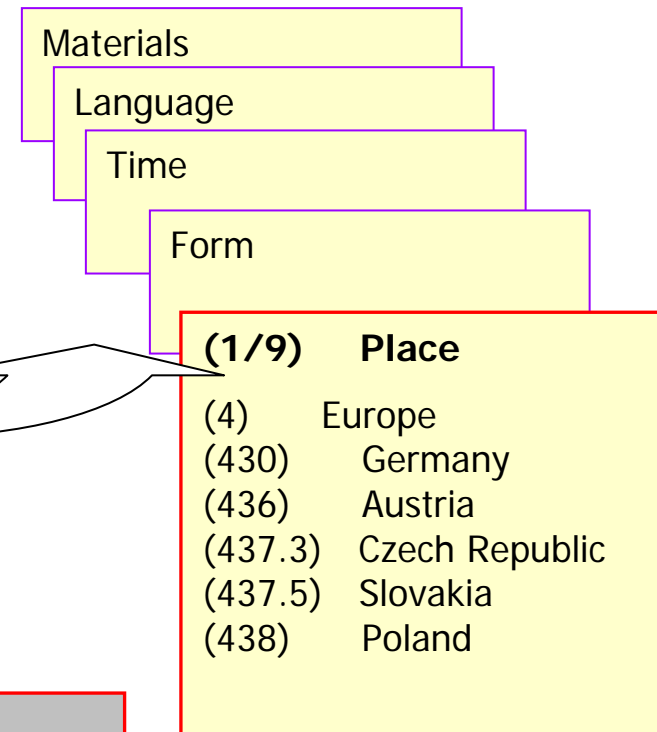 Materials
Language
Time
Form
(1/9) Place
(4) Europe
(430) Germany
(436) Austria
(437.3) Czech Republic
(437.5) Slovakia
(438) Poland